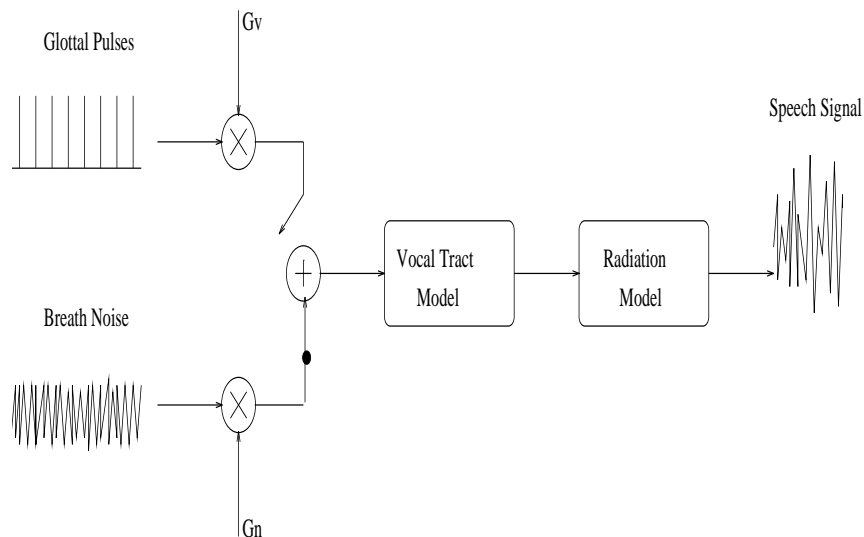 Gv
Glottal Pulses
Speech Signal
Vocal Tract
Model
Radiation
Model
Breath Noise
Gn